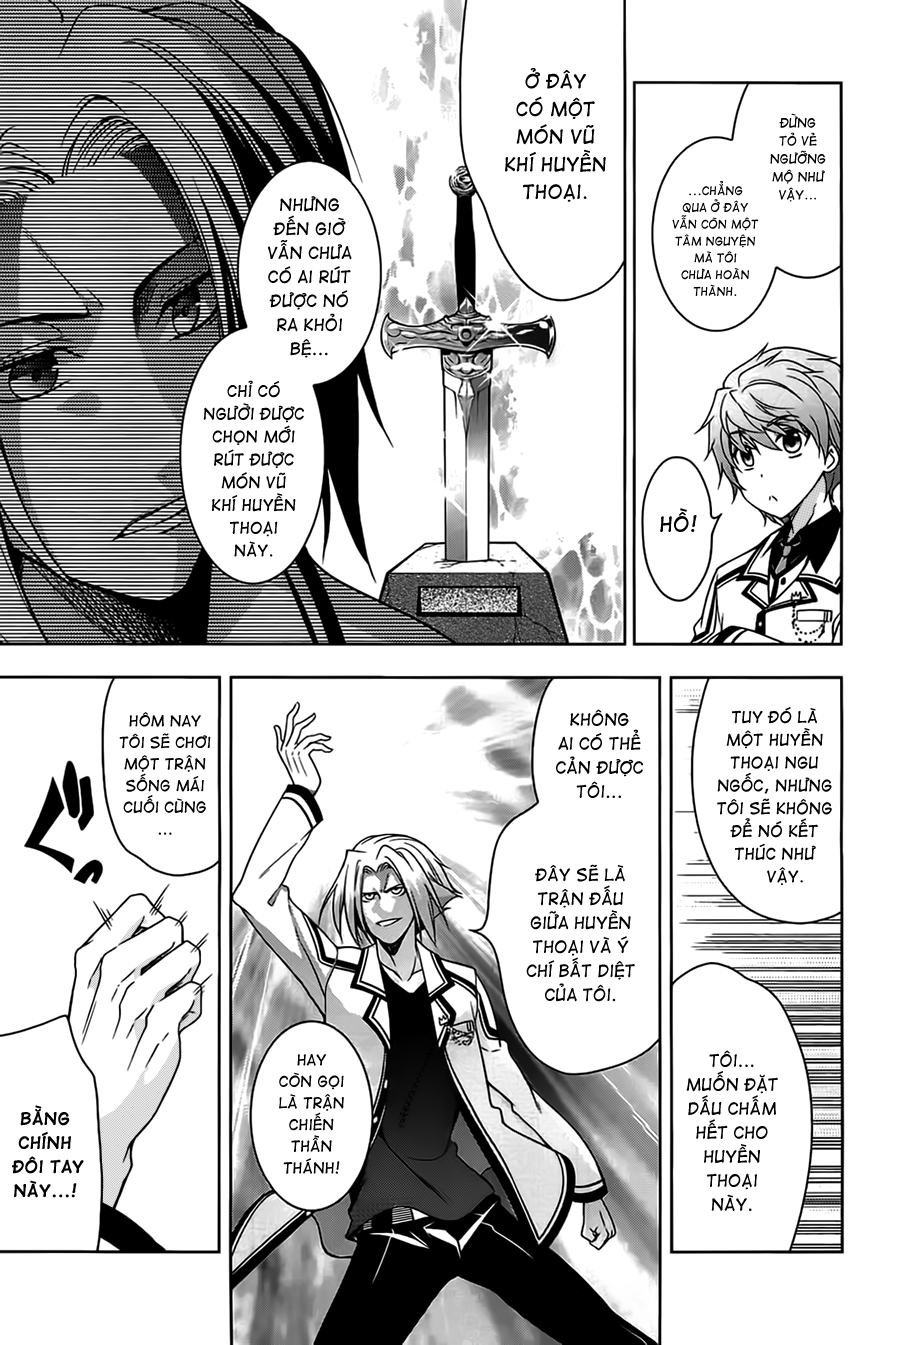 ĐỪNG
TỎ VẺ
NGƯỠNG
MỘ NHƯ
VẬY...
...CHẲNG
QUA Ở ĐÂY
VẪN CÒN MỘT
TÂM NGUYỆN
MÀ TÔI
CHƯA HOÀN
THÀNH.
HỒ!
Ở ĐÂY
CÓ MỘT
MÓN VŨ
KHÍ HUYỀN
THOẠI.
NHƯNG
ĐẾN GIỜ
VẪN CHƯA
CÓ AI RÚT
ĐƯỢC NÓ
RA KHỎI
BỆ...
CHỈ CÓ
NGƯỜI ĐƯỢC
CHỌN MỚI
RÚT ĐƯỢC
MÓN VŨ
KHÍ HUYỀN
THOẠI
NÀY.
TUY ĐÓ LÀ
MỘT HUYỀN
THOẠI NGU
NGỐC, NHƯNG
TÔI SẼ KHÔNG
ĐỂ NÓ KẾT
THÚC NHƯ
VẬY.
TÔI...
MUỐN ĐẶT
DẤU CHẤM
HẾT CHO
HUYỀN
THOẠI
NÀY.
KHÔNG
AI CÓ THỂ
CẢN ĐƯỢC
TÔI...
ĐÂY SẼ LÀ
TRẬN ĐẤU
GIỮA HUYỀN
THOẠI VÀ Ý
CHÍ BẤT DIỆT
CỦA TÔI.
HAY
CÒN GỌI
LÀ TRẬN
CHIẾN
THẦN
THÁNH!
HÔM NAY
TÔI SẼ CHƠI
MỘT TRẬN
SỐNG MÁI
CUỐI CÙNG
...
BẰNG
CHÍNH
ĐÔI TAY
NÀY...!